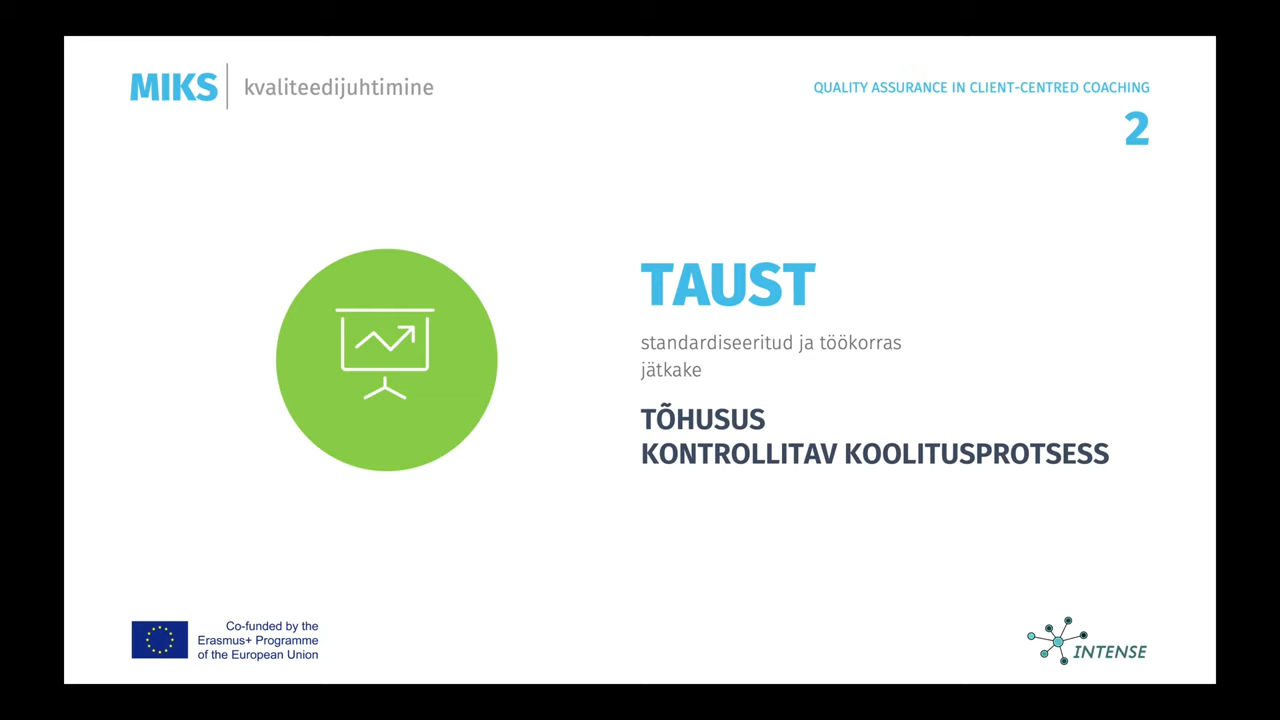 MIKS kvaliteedijuhtimine
QUALITY ASSURANCE IN CLIENT-CENTRED COACHING
2
TAUST
standardiseeritud ja töökorras
jätkake
TÕHUSUS
KONTROLLITAV KOOLITUSPROTSESS
Co-funded by the
Erasmus+ Programme
of the European Union
INTENSE